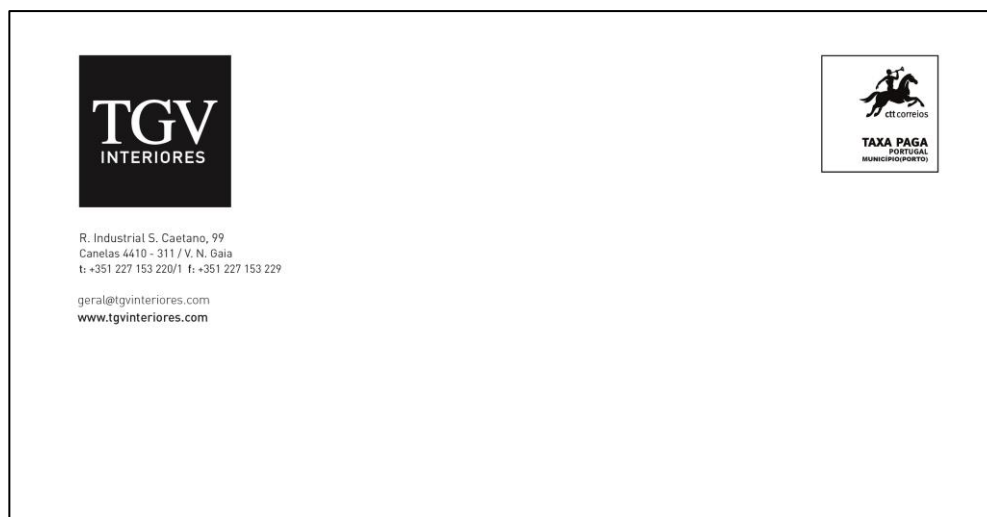 TGV
INTERIORES
R. Industrial S. Caetano, 99
Canelas 4410 - 311 / V. N. Gaia
t: +351 227 153 220/1 f: +351 227 153 229
geral@tgvinteriores.com
www.tgvinteriores.com
ctt correios
TAXA PAGA
PORTUGAL
MUNICÍPIO(PORTO)